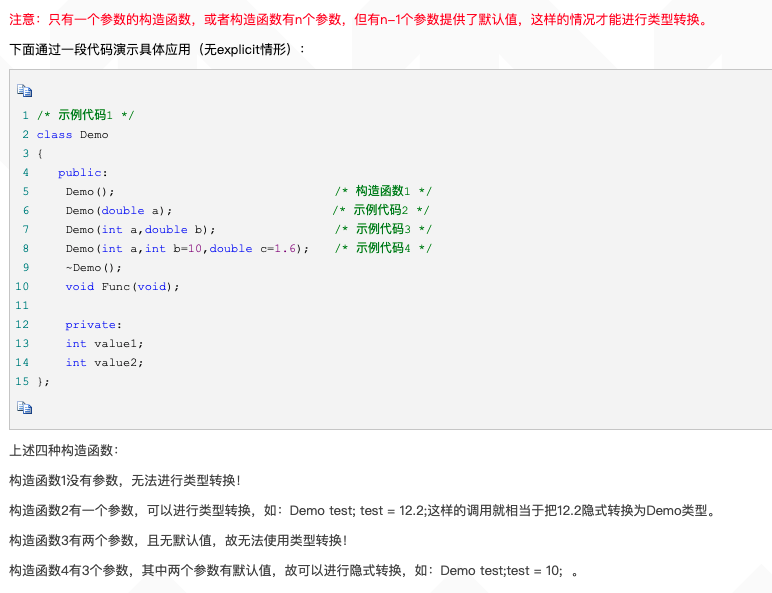 注意：只有一个参数的构造函数，或者构造函数有n个参数，但有n-1个参数提供了默认值，这样的情况才能进行类型转换。
下面通过一段代码演示具体应用（无explicit情形）：
1 /* 示例代码1 */
2 class Demo
3 {
4    public:
5     Demo();                              /* 构造函数1 */
6     Demo(double a);                      /* 示例代码2 */
7     Demo(int a,double b);                /* 示例代码3 */
8     Demo(int a,int b=10,double c=1.6);   /* 示例代码4 */
9     ~Demo();
10     void Func(void);
11
12     private:
13     int value1;
14     int value2;
15 };
上述四种构造函数：
构造函数1没有参数，无法进行类型转换！
构造函数2有一个参数，可以进行类型转换，如：Demo test; test = 12.2;这样的调用就相当于把12.2隐式转换为Demo类型。
构造函数3有两个参数，且无默认值，故无法使用类型转换！
构造函数4有3个参数，其中两个参数有默认值，故可以进行隐式转换，如：Demo test;test = 10;  。